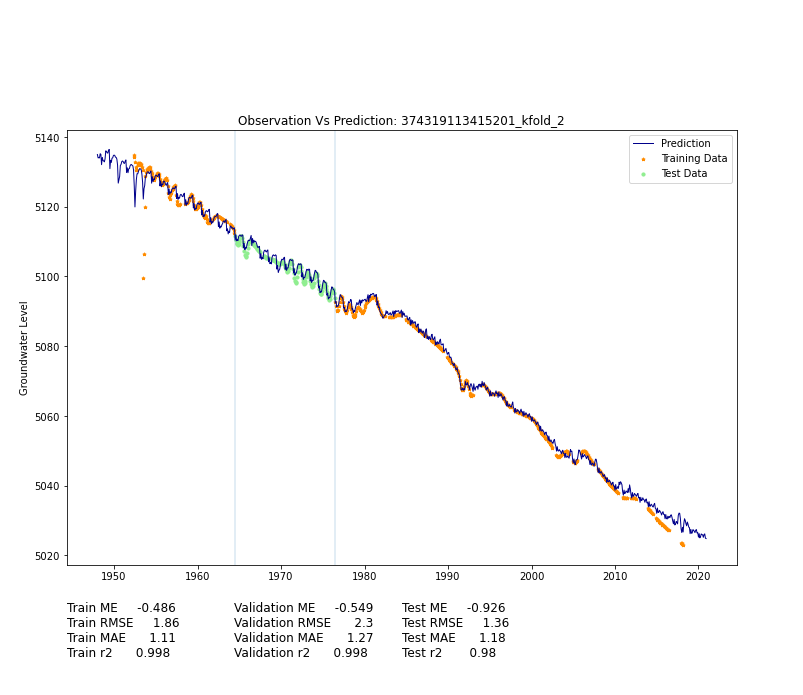 Observation Vs Prediction: 374319113415201_kfold_2
Prediction
Training Data
Test Data
Groundwater Level
5140
5120
5100
5080
5060
5040
5020
1950 1960 1970 1980 1990 2000 2010 2020
Train ME -0.486 Validation ME -0.549 Test ME -0.926
Train RMSE 1.86 Validation RMSE 2.3 Test RMSE 1.36
Train MAE 1.11 Validation MAE 1.27 Test MAE 1.18
Train r2 0.998 Validation r2 0.998 Test r2 0.98